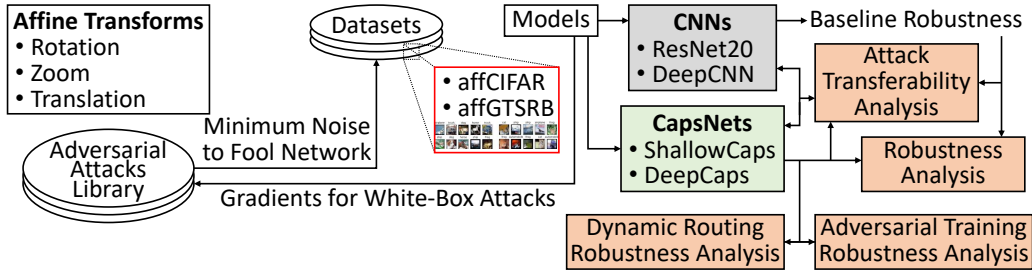 Affine Transforms
• Rotation
• Zoom
• Translation
Datasets
• affCIFAR
• affGTSRB
Adversarial
Attacks
Library
Minimum Noise
to Fool Network
Gradients for White-Box Attacks
Models
CNNs
• ResNet20
• DeepCNN
CapsNets
• ShallowCaps
• DeepCaps
Baseline Robustness
Attack
Transferability
Analysis
Robustness
Analysis
Dynamic Routing
Robustness Analysis
Adversarial Training
Robustness Analysis